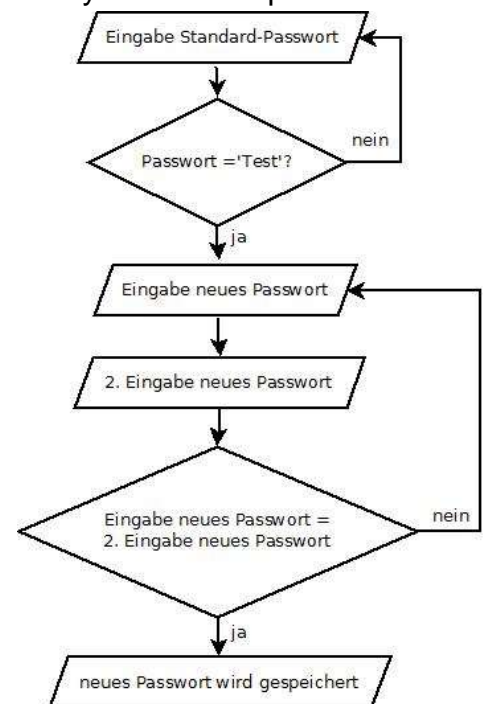 Eingabe Standard-Passwort
nein
Passwort ='Test'?
ja
Eingabe neues Passwort
2. Eingabe neues Passwort
nein
Eingabe neues Passwort =
2. Eingabe neues Passwort
ja
neues Passwort wird gespeichert